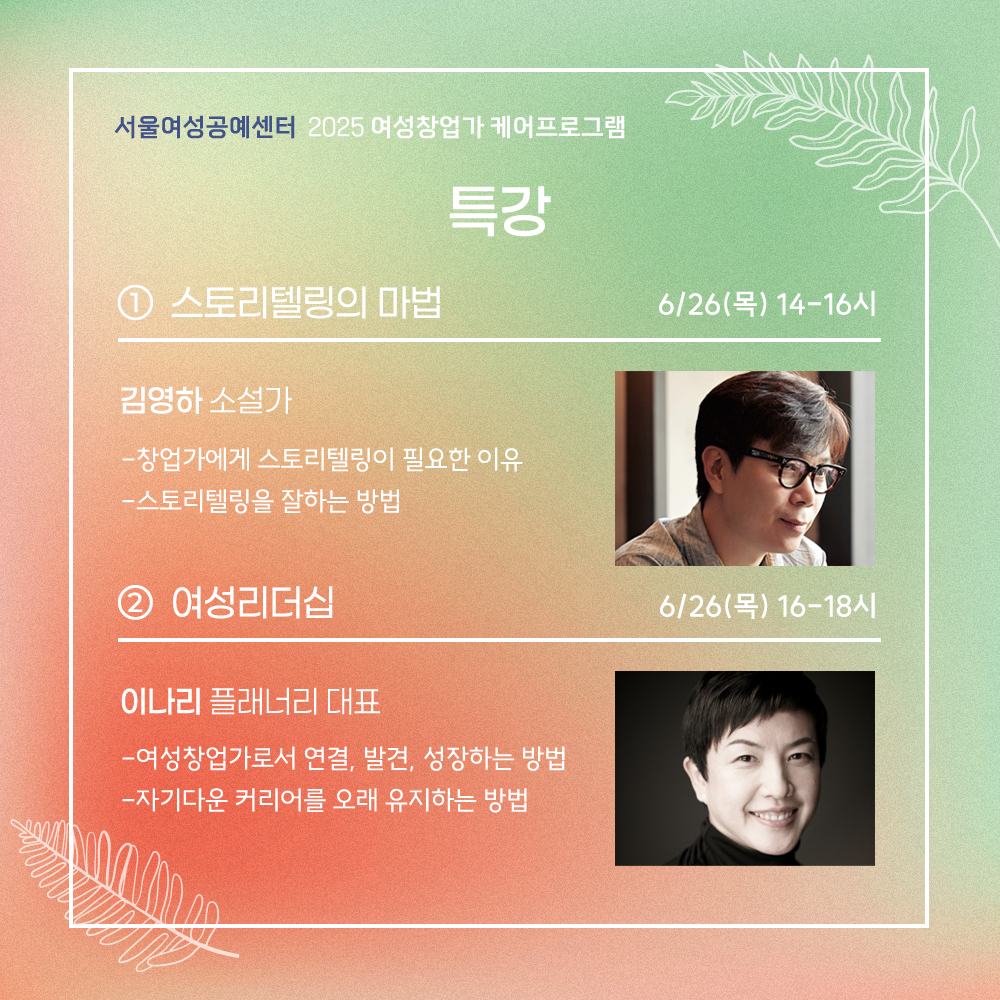 서울여성공예센터 2025 여성창업가 케어프로그램
특강
① 스토리텔링의 마법 6/26(목) 14-16시
김영하 소설가
-창업가에게 스토리텔링이 필요한 이유
-스토리텔링을 잘하는 방법
② 여성리더십 6/26(목) 16-18시
이나리 플래너리 대표
-여성창업가로서 연결, 발견, 성장하는 방법
-자기다운 커리어를 오래 유지하는 방법